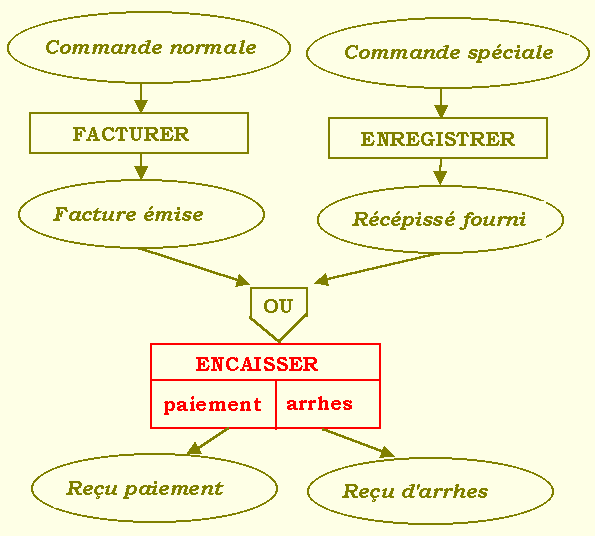 Commande normale
Commande spéciale
FACTURER
ENREGISTRER
Facture émise
Récépissé fourni
OU
ENCAISSER
paiement
arrhes
Reçu paiement
Reçu d'arrhes